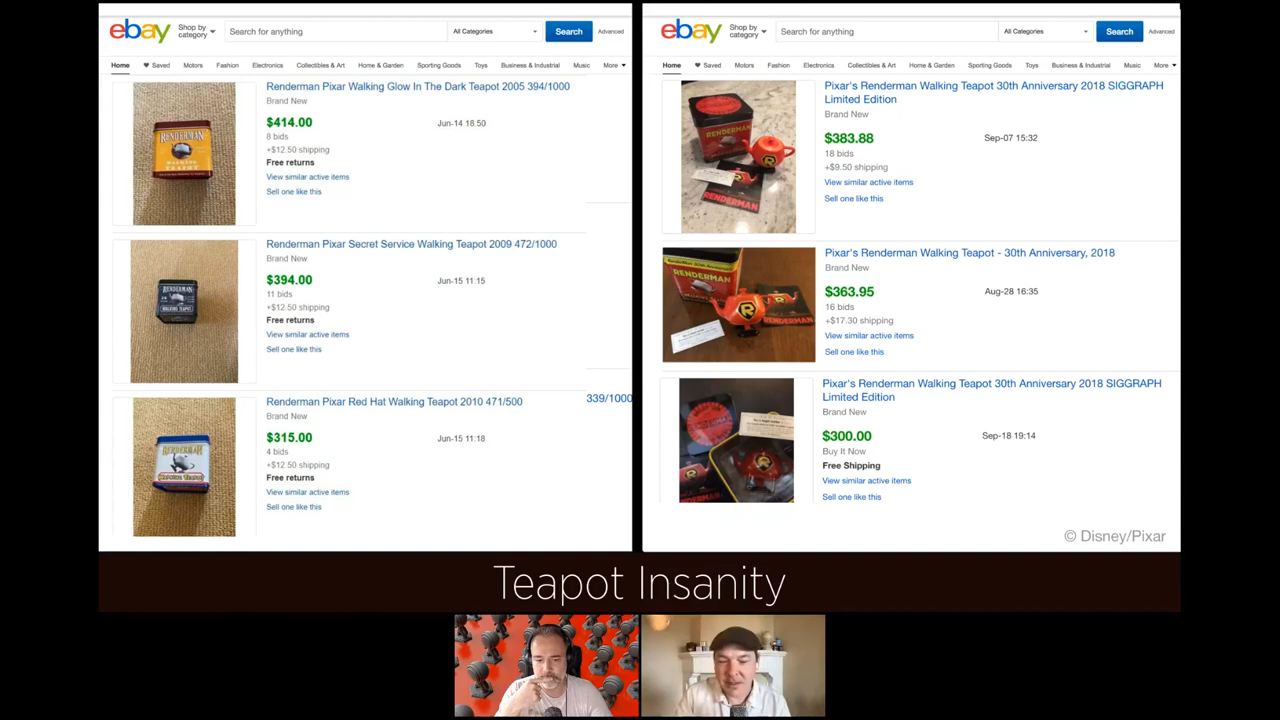 ebay
Shop by
category
Search for anything
All Categories
Search
Advanced
Home
Saved
Motors
Fashion
Electronics
Collectibles & Art
Home & Garden
Sporting Goods
Toys
Business & Industrial
Music
More
Renderman Pixar Walking Glow In The Dark Teapot 2005 394/1000
Brand New
$414.00
Jun-14 18:50
8 bids
+$12.50 shipping
Free returns
View similar active items
Sell one like this
RENDERMAN
Renderman Pixar Secret Service Walking Teapot 2009 472/1000
Brand New
$394.00
Jun-15 11:15
11 bids
+$12.50 shipping
Free returns
View similar active items
Sell one like this
RENDERMAN
WALKING TEAPOT
Renderman Pixar Red Hat Walking Teapot 2010 471/500
339/1000
Brand New
$315.00
Jun-15 11:18
4 bids
+$12.50 shipping
Free returns
View similar active items
Sell one like this
RENDERMAN
ebay
Shop by
category
Search for anything
All Categories
Search
Advanced
Home
Saved
Motors
Fashion
Electronics
Collectibles & Art
Home & Garden
Sporting Goods
Toys
Business & Industrial
Music
More
Pixar's Renderman Walking Teapot 30th Anniversary 2018 SIGGRAPH
Limited Edition
Brand New
$383.88
Sep-07 15:32
18 bids
+$9.50 shipping
View similar active items
Sell one like this
RENDERMAN
R
RENDERMAN
Pixar's Renderman Walking Teapot - 30th Anniversary, 2018
Brand New
$363.95
Aug-28 16:35
16 bids
+$17.30 shipping
View similar active items
Sell one like this
RENDERMAN
R
RENDERMAN
Pixar's Renderman Walking Teapot 30th Anniversary 2018 SIGGRAPH
Limited Edition
Brand New
$300.00
Sep-18 19:14
Buy It Now
Free Shipping
View similar active items
Sell one like this
R
RENDERMAN
© Disney/Pixar
Teapot Insanity